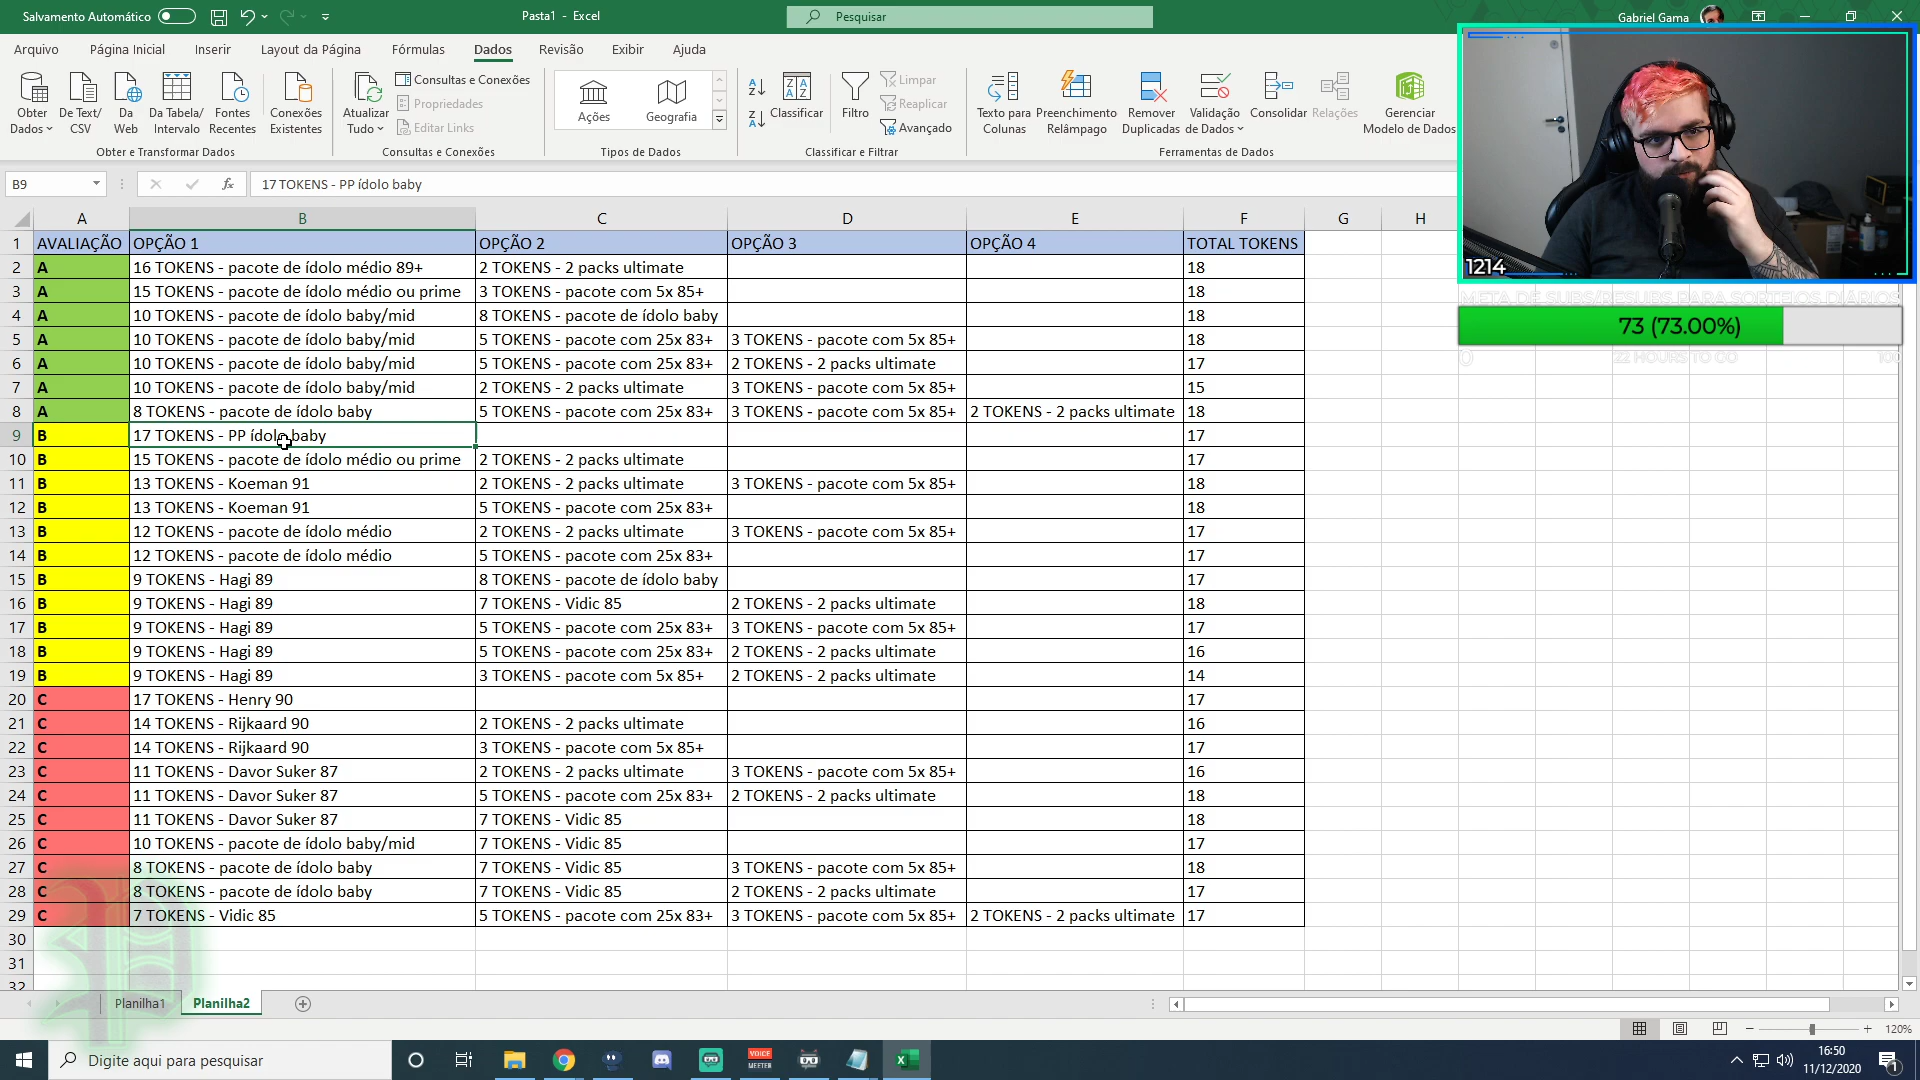 Salvamento Automático
Pasta1 - Excel
Pesquisar
Gabriel Gama
Arquivo Página Inicial Inserir Layout da Página Fórmulas Dados Revisão Exibir Ajuda
Obter Dados
De Text/ CSV
Da Web
Da Tabela/ Intervalo
Fontes Recentes
Conexões Existentes
Obter e Transformar Dados
Atualizar Tudo
Consultas e Conexões
Propriedades
Editar Links
Consultas e Conexões
Ações
Geografia
Tipos de Dados
Classificar
Filtro
Limpar
Reaplicar
Avançado
Classificar e Filtrar
Texto para Colunas
Preenchimento Relâmpago
Remover Duplicadas
Validação de Dados
Consolidar
Relações
Gerenciar Modelo de Dados
Ferramentas de Dados
1214
META DE SUBS/RESUBS PARA SORTEIOS DIÁRIOS
73 (73.00%)
0 22 HOURS TO GO 100
B9 fx 17 TOKENS - PP ídolo baby
A B C D E F G H
1 AVALIAÇÃO OPÇÃO 1 OPÇÃO 2 OPÇÃO 3 OPÇÃO 4 TOTAL TOKENS
2 A 16 TOKENS - pacote de ídolo médio 89+ 2 TOKENS - 2 packs ultimate 18
3 A 15 TOKENS - pacote de ídolo médio ou prime 3 TOKENS - pacote com 5x 85+ 18
4 A 10 TOKENS - pacote de ídolo baby/mid 8 TOKENS - pacote de ídolo baby 18
5 A 10 TOKENS - pacote de ídolo baby/mid 5 TOKENS - pacote com 25x 83+ 3 TOKENS - pacote com 5x 85+ 18
6 A 10 TOKENS - pacote de ídolo baby/mid 5 TOKENS - pacote com 25x 83+ 2 TOKENS - 2 packs ultimate 17
7 A 10 TOKENS - pacote de ídolo baby/mid 2 TOKENS - 2 packs ultimate 3 TOKENS - pacote com 5x 85+ 15
8 A 8 TOKENS - pacote de ídolo baby 5 TOKENS - pacote com 25x 83+ 3 TOKENS - pacote com 5x 85+ 2 TOKENS - 2 packs ultimate 18
9 B 17 TOKENS - PP ídolo baby 17
10 B 15 TOKENS - pacote de ídolo médio ou prime 2 TOKENS - 2 packs ultimate 17
11 B 13 TOKENS - Koeman 91 2 TOKENS - 2 packs ultimate 3 TOKENS - pacote com 5x 85+ 18
12 B 13 TOKENS - Koeman 91 5 TOKENS - pacote com 25x 83+ 18
13 B 12 TOKENS - pacote de ídolo médio 2 TOKENS - 2 packs ultimate 3 TOKENS - pacote com 5x 85+ 17
14 B 12 TOKENS - pacote de ídolo médio 5 TOKENS - pacote com 25x 83+ 17
15 B 9 TOKENS - Hagi 89 8 TOKENS - pacote de ídolo baby 17
16 B 9 TOKENS - Hagi 89 7 TOKENS - Vidic 85 2 TOKENS - 2 packs ultimate 18
17 B 9 TOKENS - Hagi 89 5 TOKENS - pacote com 25x 83+ 3 TOKENS - pacote com 5x 85+ 17
18 B 9 TOKENS - Hagi 89 5 TOKENS - pacote com 25x 83+ 2 TOKENS - 2 packs ultimate 16
19 B 9 TOKENS - Hagi 89 3 TOKENS - pacote com 5x 85+ 2 TOKENS - 2 packs ultimate 14
20 C 17 TOKENS - Henry 90 17
21 C 14 TOKENS - Rijkaard 90 2 TOKENS - 2 packs ultimate 16
22 C 14 TOKENS - Rijkaard 90 3 TOKENS - pacote com 5x 85+ 17
23 C 11 TOKENS - Davor Suker 87 2 TOKENS - 2 packs ultimate 3 TOKENS - pacote com 5x 85+ 16
24 C 11 TOKENS - Davor Suker 87 5 TOKENS - pacote com 25x 83+ 2 TOKENS - 2 packs ultimate 18
25 C 11 TOKENS - Davor Suker 87 7 TOKENS - Vidic 85 18
26 C 10 TOKENS - pacote de ídolo baby/mid 7 TOKENS - Vidic 85 17
27 C 8 TOKENS - pacote de ídolo baby 7 TOKENS - Vidic 85 3 TOKENS - pacote com 5x 85+ 18
28 C 8 TOKENS - pacote de ídolo baby 7 TOKENS - Vidic 85 2 TOKENS - 2 packs ultimate 17
29 C 7 TOKENS - Vidic 85 5 TOKENS - pacote com 25x 83+ 3 TOKENS - pacote com 5x 85+ 2 TOKENS - 2 packs ultimate 17
30
31
32
Planilha1 Planilha2
120%
Digite aqui para pesquisar
VOICE MEETER
16:50
11/12/2020
1